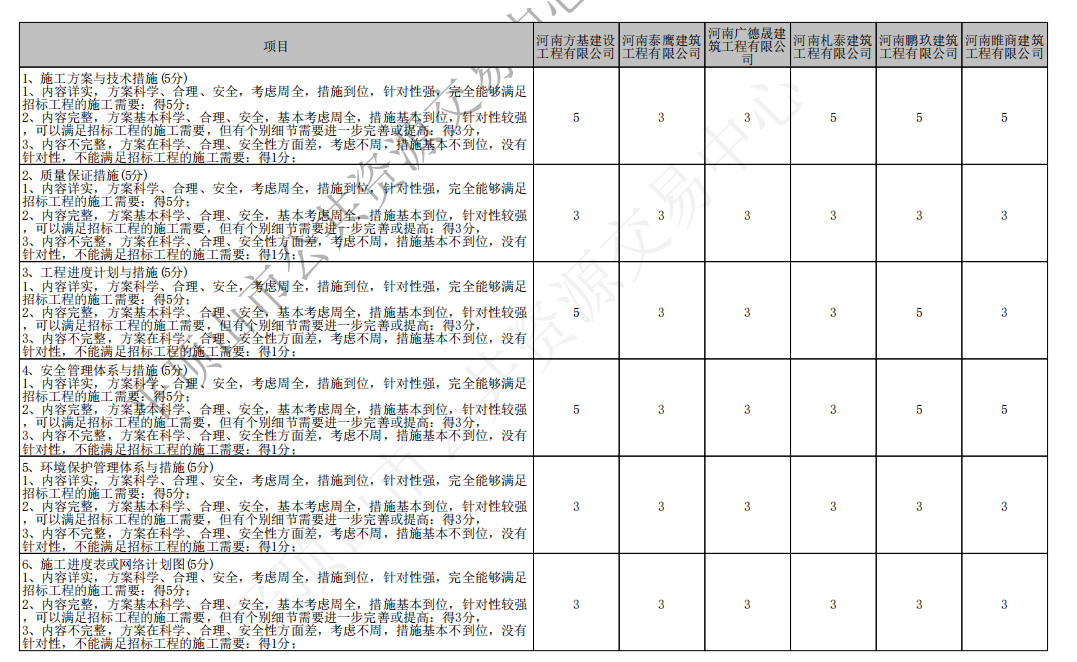 项目
河南方基建设
工程有限公司
河南泰鹰建筑
工程有限公司
河南广德晟建
筑工程有限公
司
河南札泰建筑
工程有限公司
河南鹏玖建筑
工程有限公司
河南睢商建筑
工程有限公司
1、施工方案与技术措施(5分)
1、内容详实，方案科学、合理、安全，考虑周全，措施到位，针对性强，完全能够满足
招标工程的施工需要：得5分；
2、内容完整，方案基本科学、合理、安全，基本考虑周全，措施基本到位，针对性较强
，可以满足招标工程的施工需要，但有个别细节需要进一步完善或提高：得3分，
3、内容不完整，方案在科学、合理、安全性方面差，考虑不周，措施基本不到位，没有
针对性，不能满足招标工程的施工需要：得1分；
5 3 3 5 5 5
2、质量保证措施(5分)
1、内容详实，方案科学、合理、安全，考虑周全，措施到位，针对性强，完全能够满足
招标工程的施工需要：得5分；
2、内容完整，方案基本科学、合理、安全，基本考虑周全，措施基本到位，针对性较强
，可以满足招标工程的施工需要，但有个别细节需要进一步完善或提高：得3分，
3、内容不完整，方案在科学、合理、安全性方面差，考虑不周，措施基本不到位，没有
针对性，不能满足招标工程的施工需要：得1分；
3 3 3 3 3 3
3、工程进度计划与措施(5分)
1、内容详实，方案科学、合理、安全，考虑周全，措施到位，针对性强，完全能够满足
招标工程的施工需要：得5分；
2、内容完整，方案基本科学、合理、安全，基本考虑周全，措施基本到位，针对性较强
，可以满足招标工程的施工需要，但有个别细节需要进一步完善或提高：得3分，
3、内容不完整，方案在科学、合理、安全性方面差，考虑不周，措施基本不到位，没有
针对性，不能满足招标工程的施工需要：得1分；
5 3 3 3 5 3
4、安全管理体系与措施(5分)
1、内容详实，方案科学、合理、安全，考虑周全，措施到位，针对性强，完全能够满足
招标工程的施工需要：得5分；
2、内容完整，方案基本科学、合理、安全，基本考虑周全，措施基本到位，针对性较强
，可以满足招标工程的施工需要，但有个别细节需要进一步完善或提高：得3分，
3、内容不完整，方案在科学、合理、安全性方面差，考虑不周，措施基本不到位，没有
针对性，不能满足招标工程的施工需要：得1分；
5 3 3 3 5 5
5、环境保护管理体系与措施(5分)
1、内容详实，方案科学、合理、安全，考虑周全，措施到位，针对性强，完全能够满足
招标工程的施工需要：得5分；
2、内容完整，方案基本科学、合理、安全，基本考虑周全，措施基本到位，针对性较强
，可以满足招标工程的施工需要，但有个别细节需要进一步完善或提高：得3分，
3、内容不完整，方案在科学、合理、安全性方面差，考虑不周，措施基本不到位，没有
针对性，不能满足招标工程的施工需要：得1分；
3 3 3 3 3 3
6、施工进度表或网络计划图(5分)
1、内容详实，方案科学、合理、安全，考虑周全，措施到位，针对性强，完全能够满足
招标工程的施工需要：得5分；
2、内容完整，方案基本科学、合理、安全，基本考虑周全，措施基本到位，针对性较强
，可以满足招标工程的施工需要，但有个别细节需要进一步完善或提高：得3分，
3、内容不完整，方案在科学、合理、安全性方面差，考虑不周，措施基本不到位，没有
针对性，不能满足招标工程的施工需要：得1分；
3 3 3 3 3 3
平顶山市公共资源交易中心
平顶山市公共资源交易中心